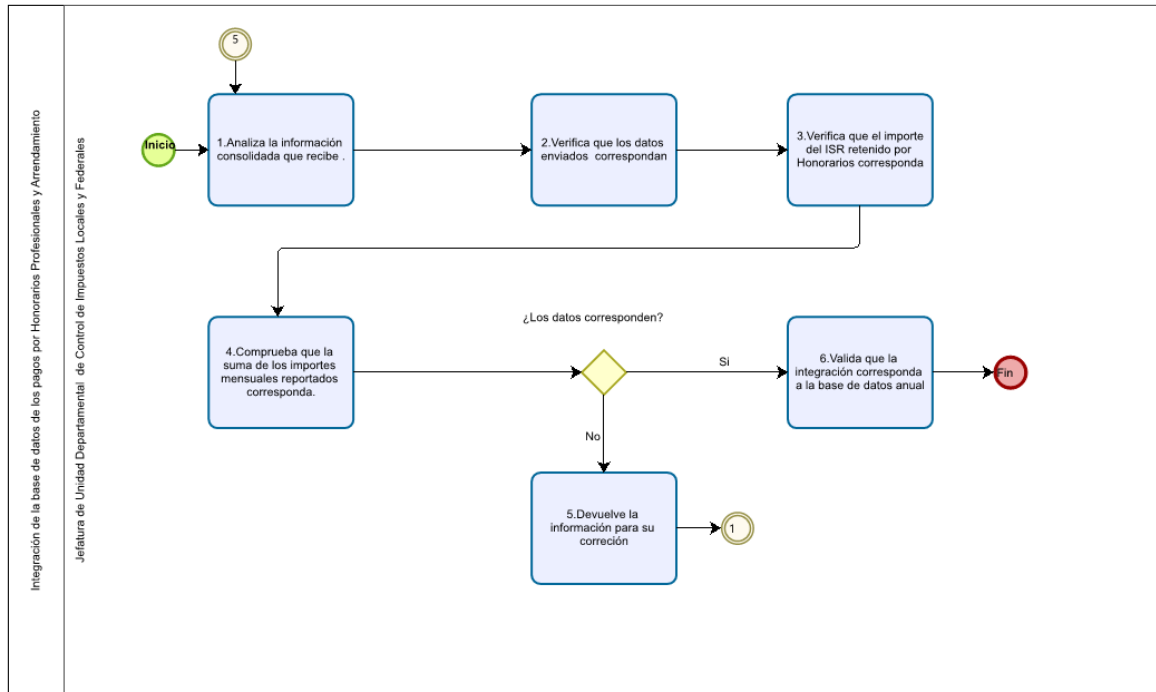 Integración de la base de datos de los pagos por Honorarios Profesionales y Arrendamiento
Jefatura de Unidad Departamental  de Control de Impuestos Locales y Federales
5
Inicio
1.Analiza la información
consolidada que recibe .
2.Verifica que los datos
enviados  correspondan
3.Verifica que el importe
del ISR retenido por
Honorarios corresponda
4.Comprueba que la
suma de los importes
mensuales reportados
corresponda.
¿Los datos corresponden?
Sí
6.Valida que la
integración corresponda
a la base de datos anual
Fin
No
5.Devuelve la
información para su
correción
1